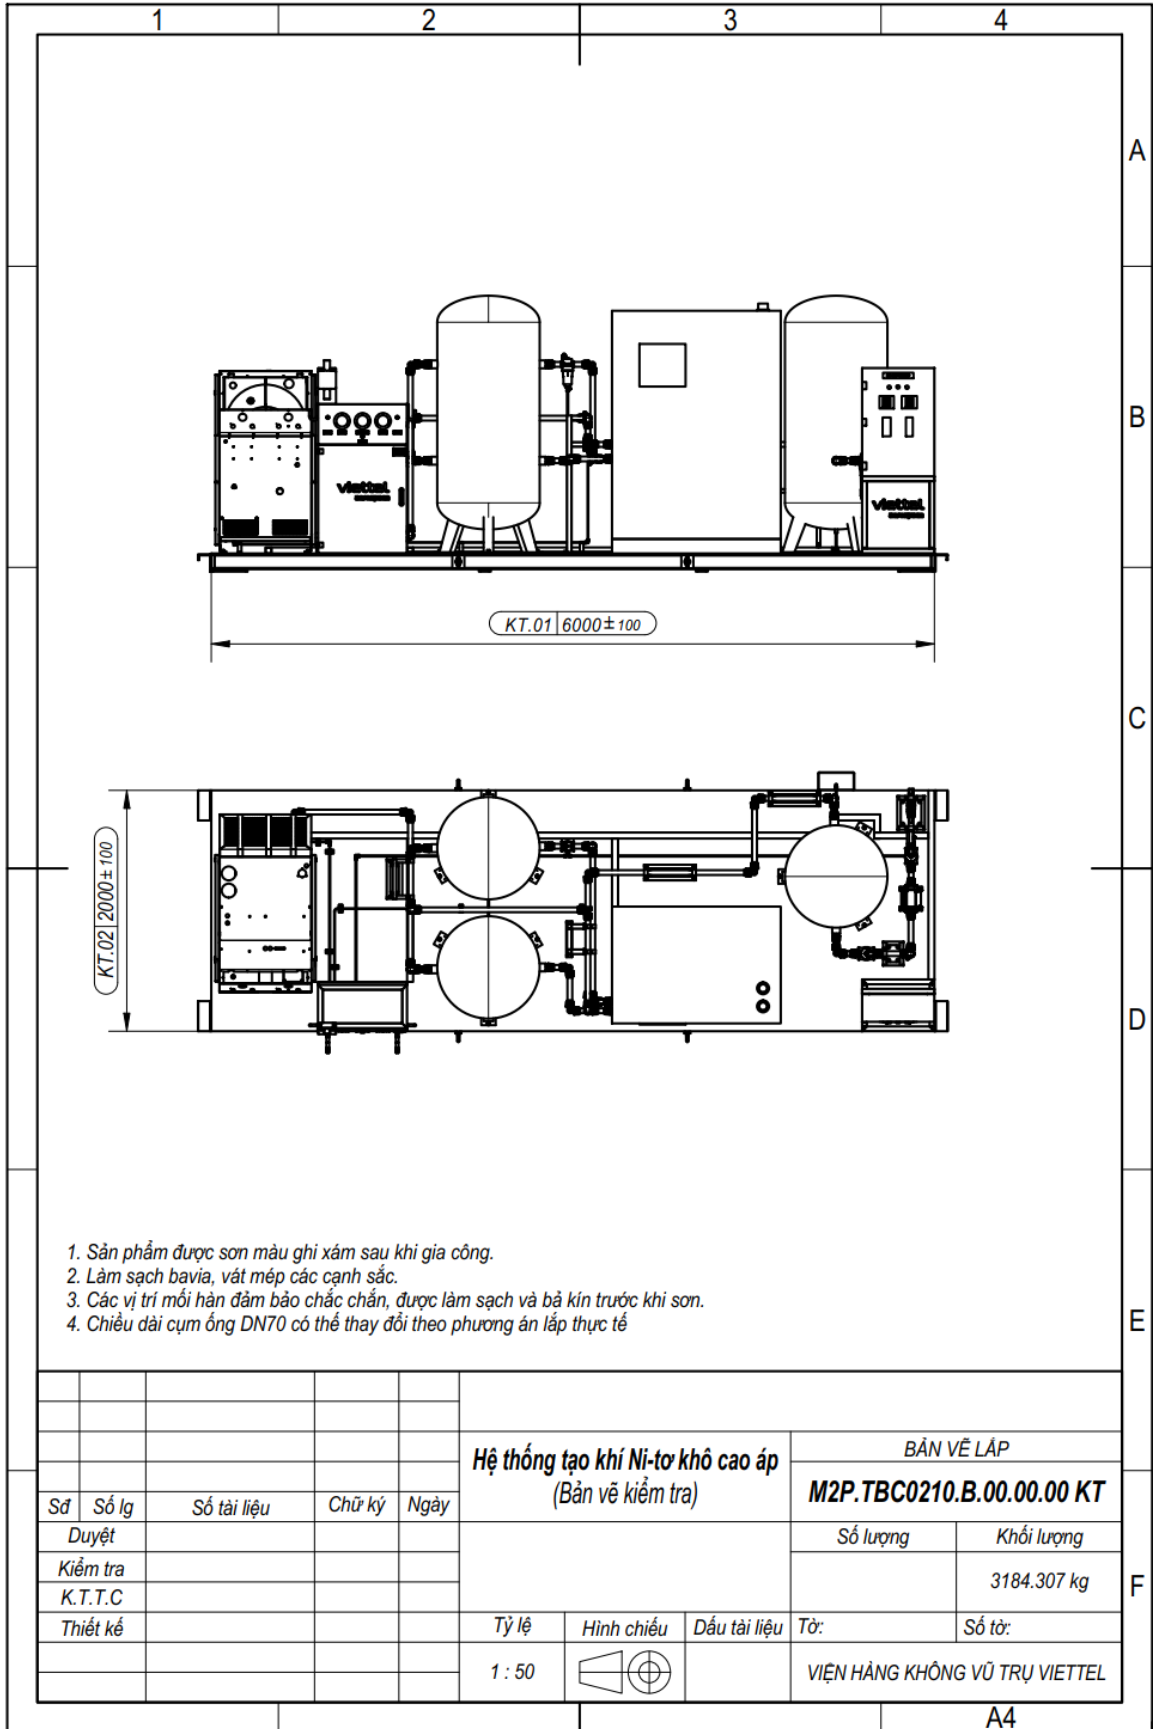 1 2 3 4
A
B
viettel
viettel
KT.01 6000±100
C
KT.02 2000±100
D
1. Sản phẩm được sơn màu ghi xám sau khi gia công.
2. Làm sạch bavia, vát mép các cạnh sắc.
3. Các vị trí mối hàn đảm bảo chắc chắn, được làm sạch và bả kín trước khi sơn.
4. Chiều dài cụm ống DN70 có thể thay đổi theo phương án lắp thực tế
E
Hệ thống tạo khí Ni-tơ khô cao áp
(Bản vẽ kiểm tra)
BẢN VẼ LẮP
M2P.TBC0210.B.00.00.00 KT
Sđ Số lg Số tài liệu Chữ ký Ngày
Duyệt
Số lượng Khối lượng
Kiểm tra
3184.307 kg
F
K.T.T.C
Thiết kế
Tỷ lệ Hình chiếu Dấu tài liệu Tờ: Số tờ:
1 : 50
VIỆN HÀNG KHÔNG VŨ TRỤ VIETTEL
A4